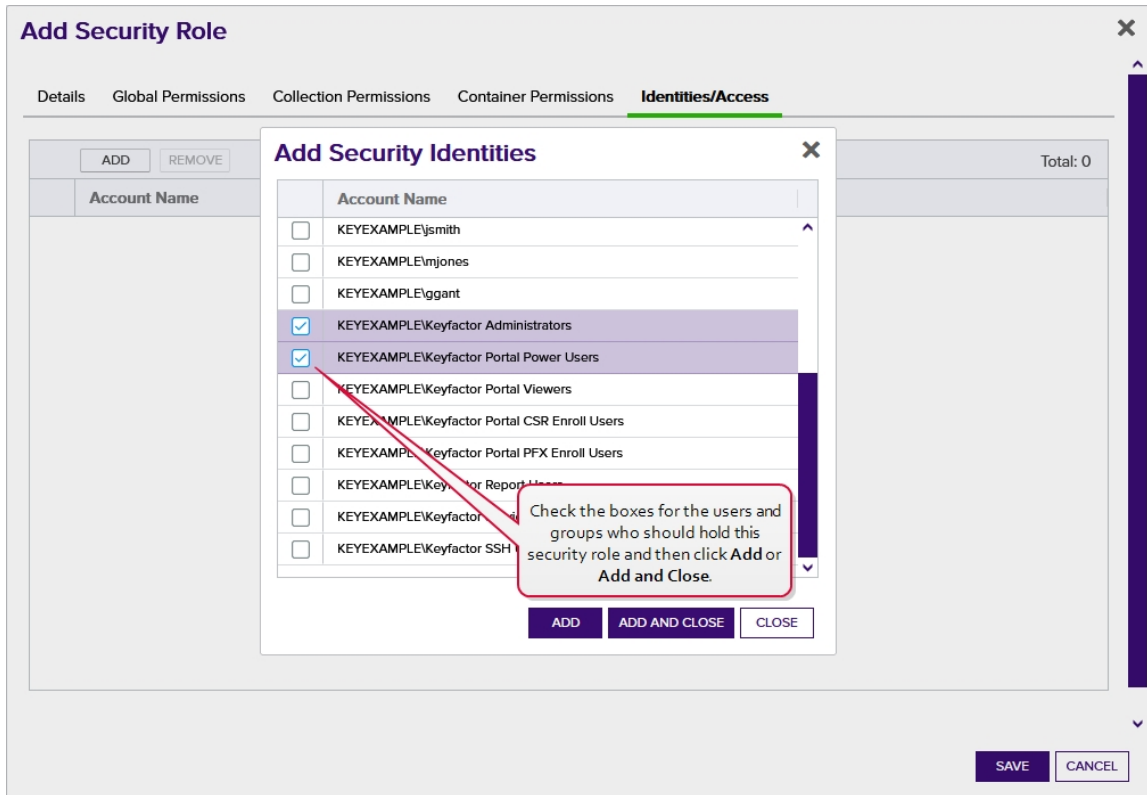 Add Security Role
Details Global Permissions Collection Permissions Container Permissions Identities/Access
ADD REMOVE
Total: 0
Account Name
Add Security Identities
Account Name
KEYEXAMPLE\jsmith
KEYEXAMPLE\mjones
KEYEXAMPLE\ggant
KEYEXAMPLE\Keyfactor Administrators
KEYEXAMPLE\Keyfactor Portal Power Users
KEYEXAMPLE\Keyfactor Portal Viewers
KEYEXAMPLE\Keyfactor Portal CSR Enroll Users
KEYEXAMPLE\Keyfactor Portal PFX Enroll Users
KEYEXAMPLE\Keyfactor Report Users
KEYEXAMPLE\Keyfactor
KEYEXAMPLE\Keyfactor SSH
Check the boxes for the users and
groups who should hold this
security role and then click Add or
Add and Close.
ADD ADD AND CLOSE CLOSE
SAVE CANCEL